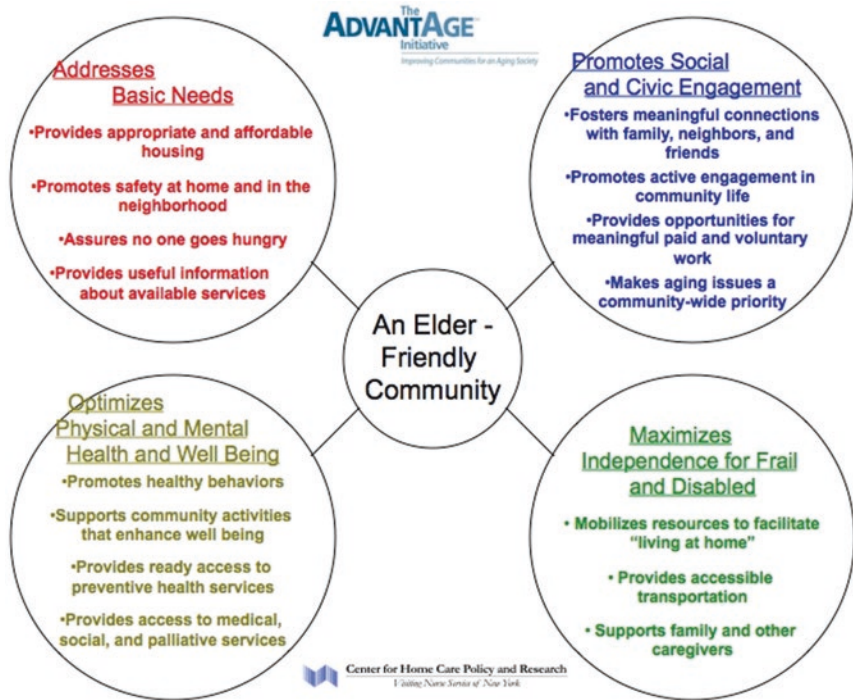 The
ADVANTAGE
Initiative
Improving Communities for an Aging Society
Addresses
Basic Needs
•Provides appropriate and affordable
housing
•Promotes safety at home and in the
neighborhood
•Assures no one goes hungry
•Provides useful information
about available services
Promotes Social
and Civic Engagement
•Fosters meaningful connections
with family, neighbors, and
friends
•Promotes active engagement in
community life
•Provides opportunities for
meaningful paid and voluntary
work
•Makes aging issues a
community-wide priority
An Elder -
Friendly
Community
Optimizes
Physical and Mental
Health and Well Being
•Promotes healthy behaviors
•Supports community activities
that enhance well being
•Provides ready access to
preventive health services
•Provides access to medical,
social, and palliative services
Maximizes
Independence for Frail
and Disabled
• Mobilizes resources to facilitate
“living at home”
• Provides accessible
transportation
• Supports family and other
caregivers
Center for Home Care Policy and Research
Visiting Nurse Service of New York